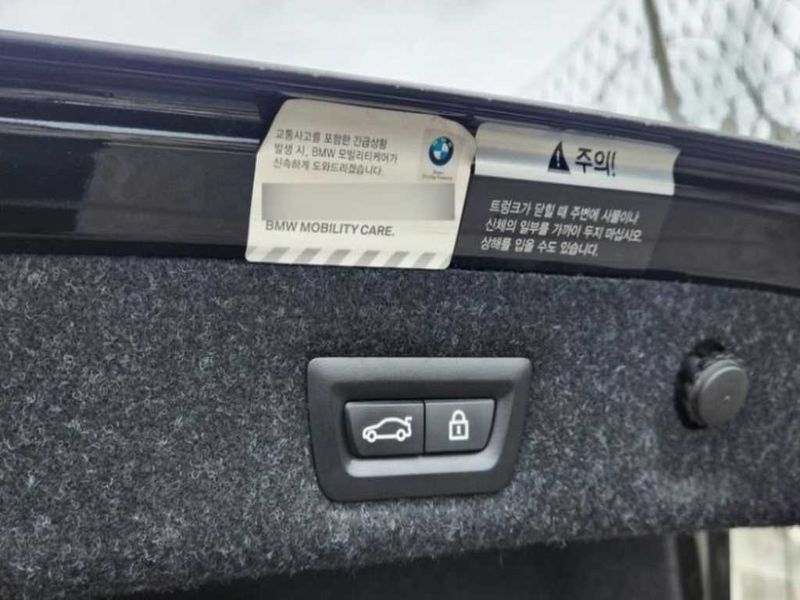 교통사고를 포함한 긴급상황
발생 시, BMW 모빌리티케어가
신속하게 도와드리겠습니다.
BMW MOBILITY CARE.
주의!
트렁크가 닫힐 때 주변에 사물이나
신체의 일부를 가까이 두지 마십시오.
상해를 입을 수도 있습니다.